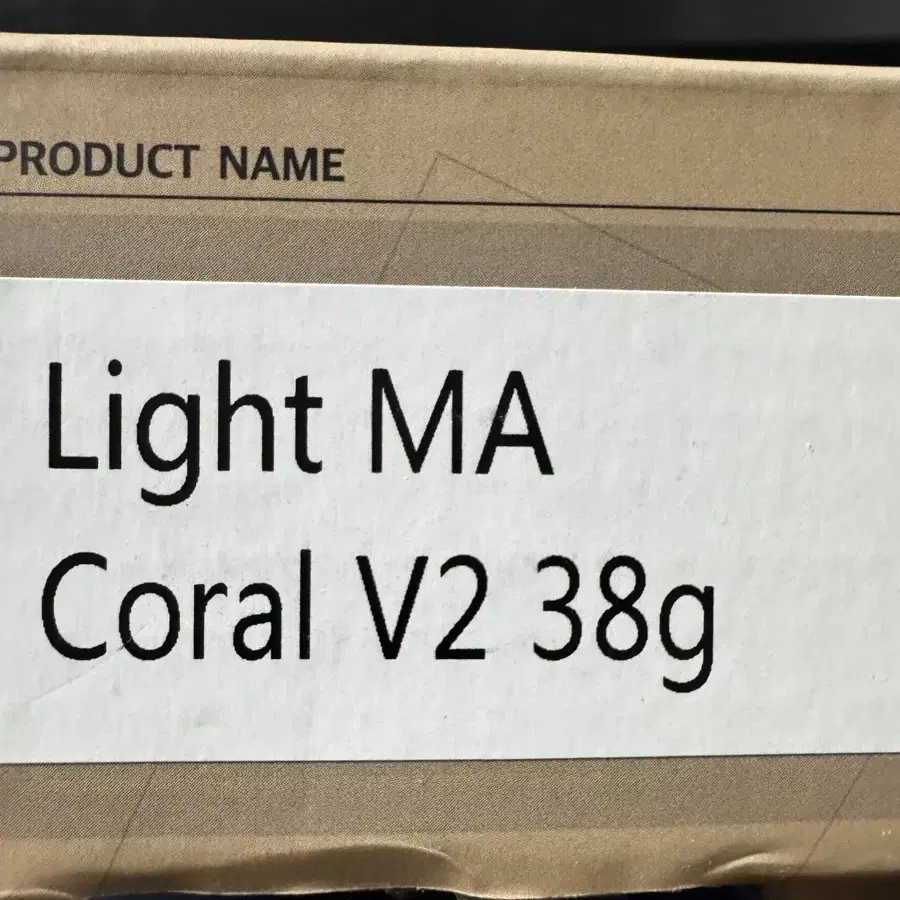 PRODUCT NAME
Light MA
Coral V2 38g